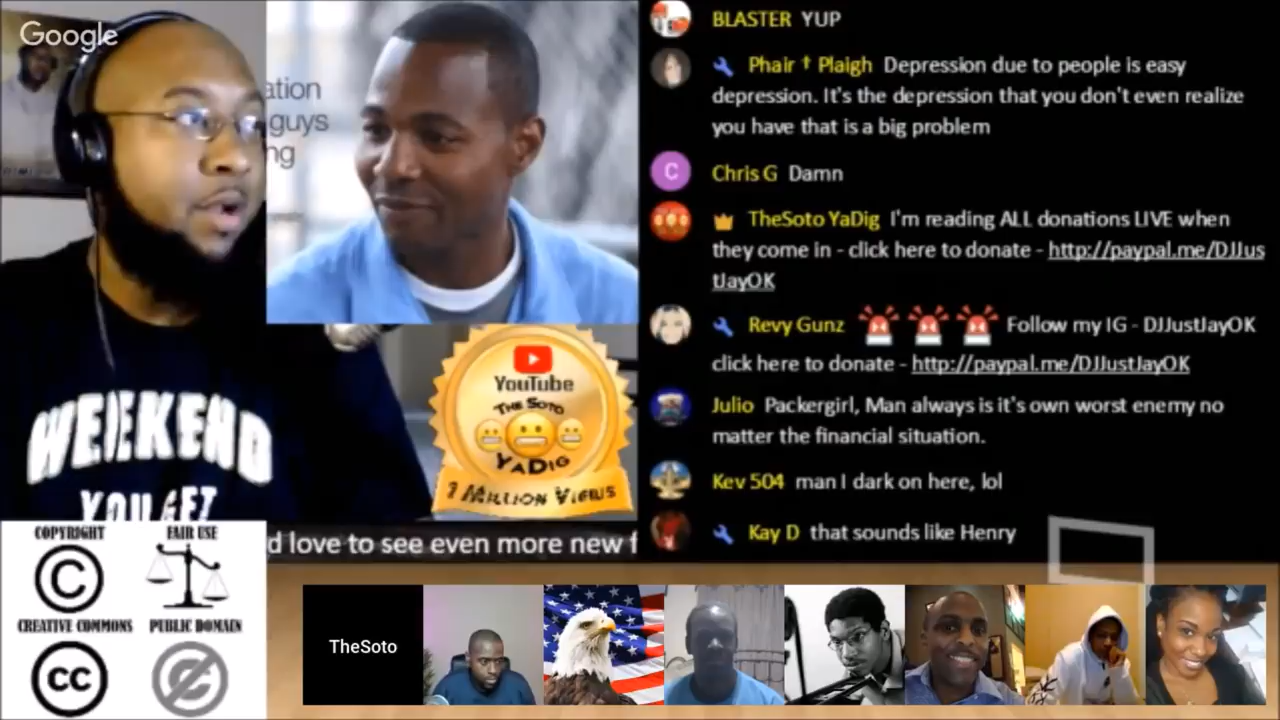 Google
ation
guys
ng
WEEKEND
YOU GET
YouTube
THE SOTO
YADIG
1 MILLION VIEWS
COPYRIGHT
FAIR USE
CREATIVE COMMONS
PUBLIC DOMAIN
C
cc
d love to see even more new f
BLASTER YUP
Phair † Plaigh Depression due to people is easy
depression. It's the depression that you don't even realize
you have that is a big problem
C
Chris G Damn
TheSoto YaDig I'm reading ALL donations LIVE when
they come in - click here to donate - http://paypal.me/DJJus
tJayOK
Revy Gunz 🚨 🚨 🚨 Follow my IG - DJJustJayOK
click here to donate - http://paypal.me/DJJustJayOK
Julio Packergirl, Man always is it's own worst enemy no
matter the financial situation.
Kev 504 man I dark on here, lol
Kay D that sounds like Henry
TheSoto